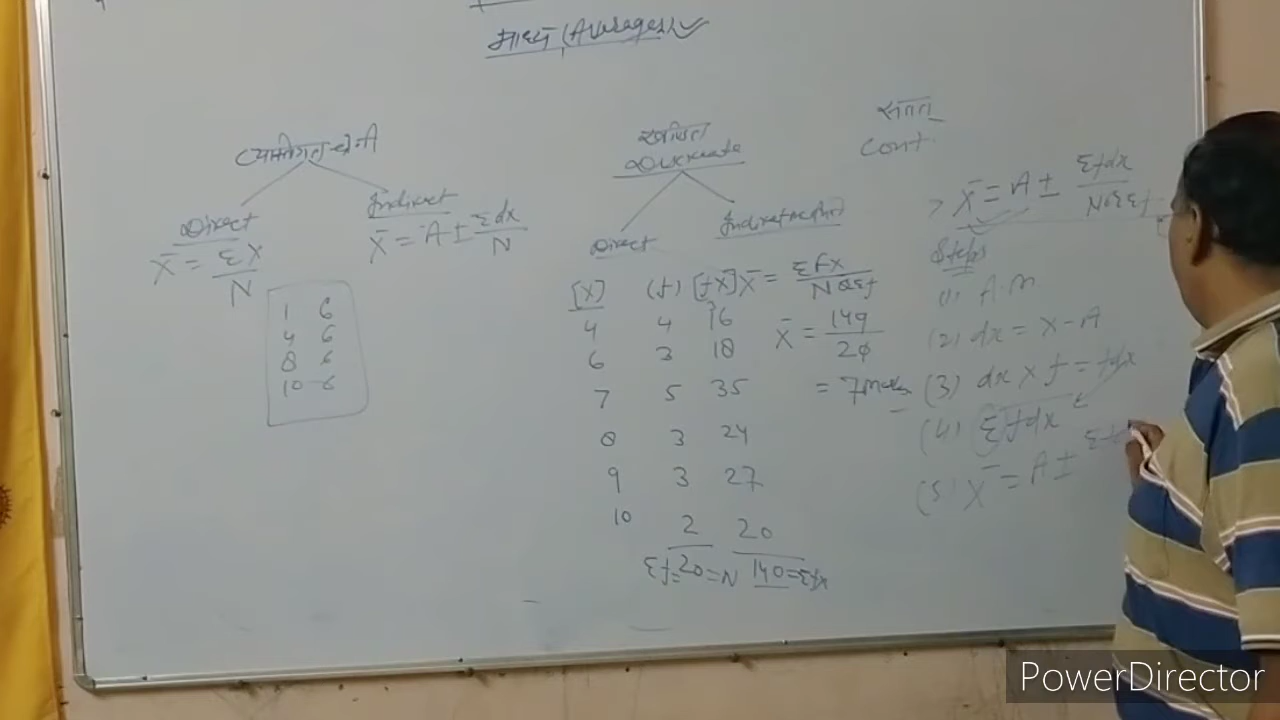 माध्य (Averages)
व्यक्तिगत श्रेणी
Direct
X̄ = ΣX / N
Indirect
X̄ = A ± Σdx / N
1 6
4 6
8 6
10 6
खण्डित
Discrete
Direct
[X] (f) [fX]
4 4 16
6 3 18
7 5 35
8 3 24
9 3 27
10 2 20
Σf = 20 = N 140 = Σfx
X̄ = ΣfX / N or Σf
X̄ = 140 / 20
= 7 marks
सतत
Cont.
X̄ = A ± Σfdx / N or Σf
Steps
(1) A.M
(2) dx = X - A
(3) dx x f = fdx
(4) Σfdx
(5) X̄ = A ±
PowerDirector